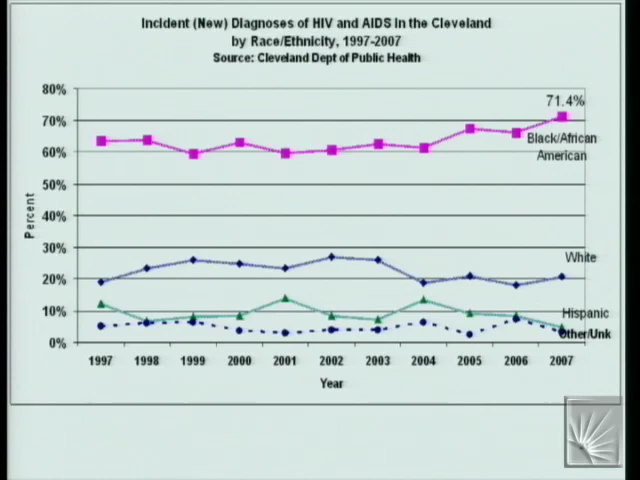 Incident (New) Diagnoses of HIV and AIDS in the Cleveland
by Race/Ethnicity, 1997-2007
Source: Cleveland Dept of Public Health
80%
71.4%
70%
Black/African
American
60%
50%
Percent
40%
30%
White
20%
10%
Hispanic
Other/Unk
0%
1997 1998 1999 2000 2001 2002 2003 2004 2005 2006 2007
Year